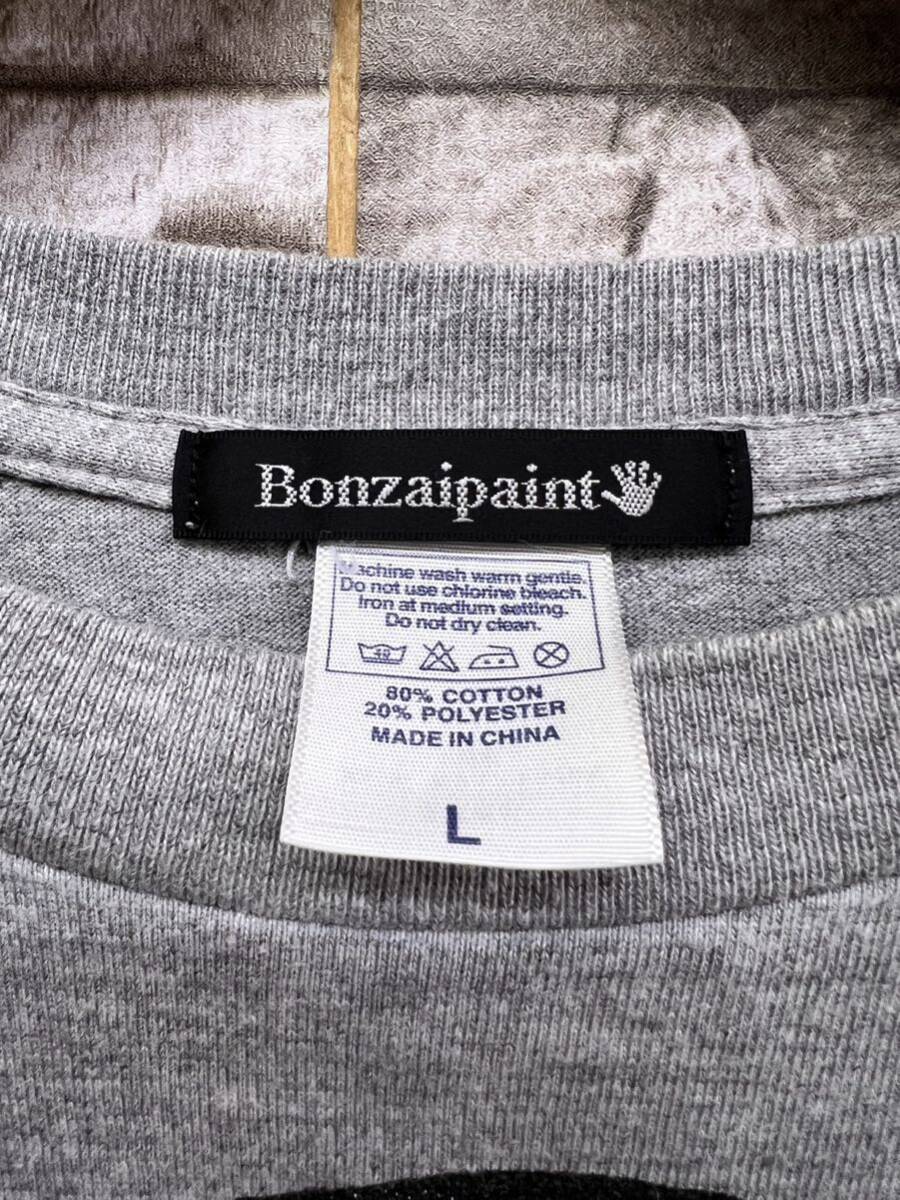 Bonzaipaint
Machine wash warm gentle.
Do not use chlorine bleach.
Iron at medium setting.
Do not dry clean.
40
80% COTTON
20% POLYESTER
MADE IN CHINA
L